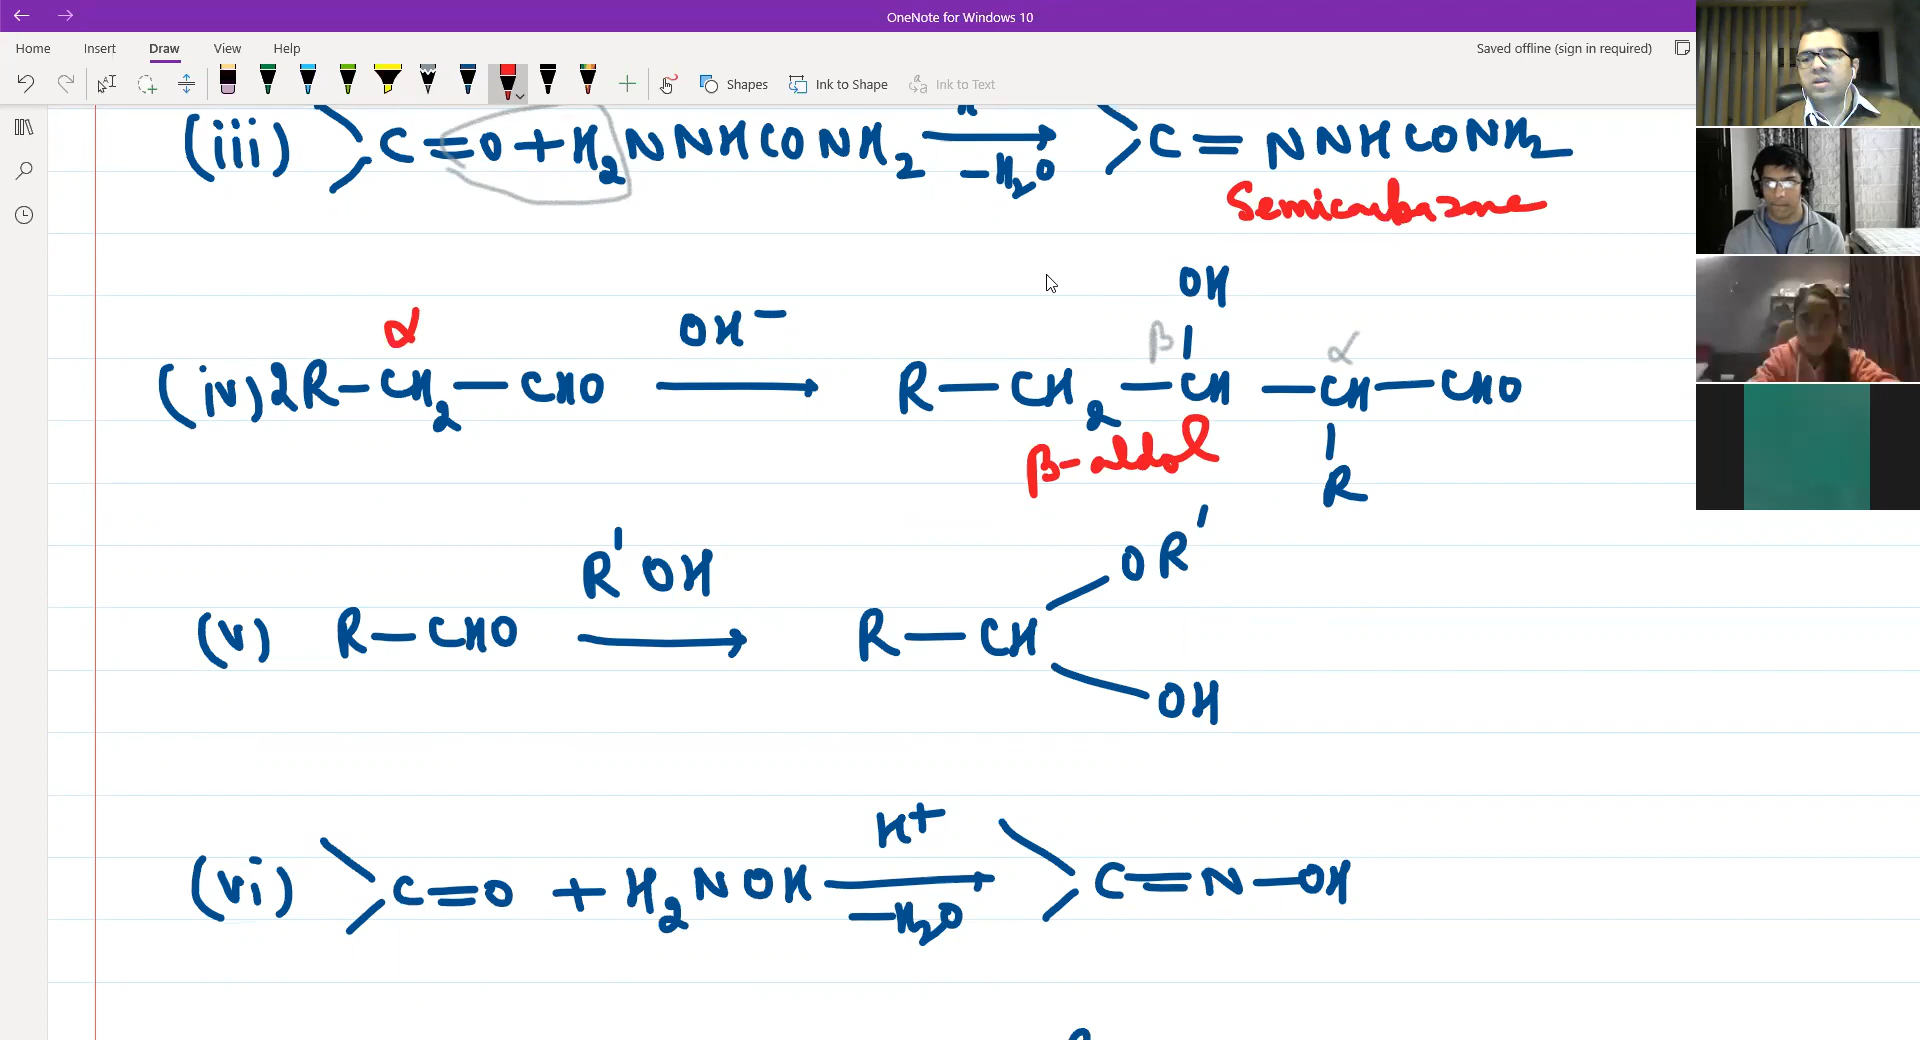 OneNote for Windows 10
Home Insert Draw View Help
Saved offline (sign in required)
Shapes Ink to Shape Ink to Text
(iii) C=O + H₂NNHCONH₂ → C=NNHCONH₂
-H₂O
Semicarbazone
OH
α OH⁻ β α
(iv) 2R-CH₂-CHO → R-CH₂-CH-CH-CHO
β-aldol
R
R'OH OR'
(v) R-CHO → R-CH
OH
H+
(vi) C=O + H₂NOH → C=N-OH
-H₂O